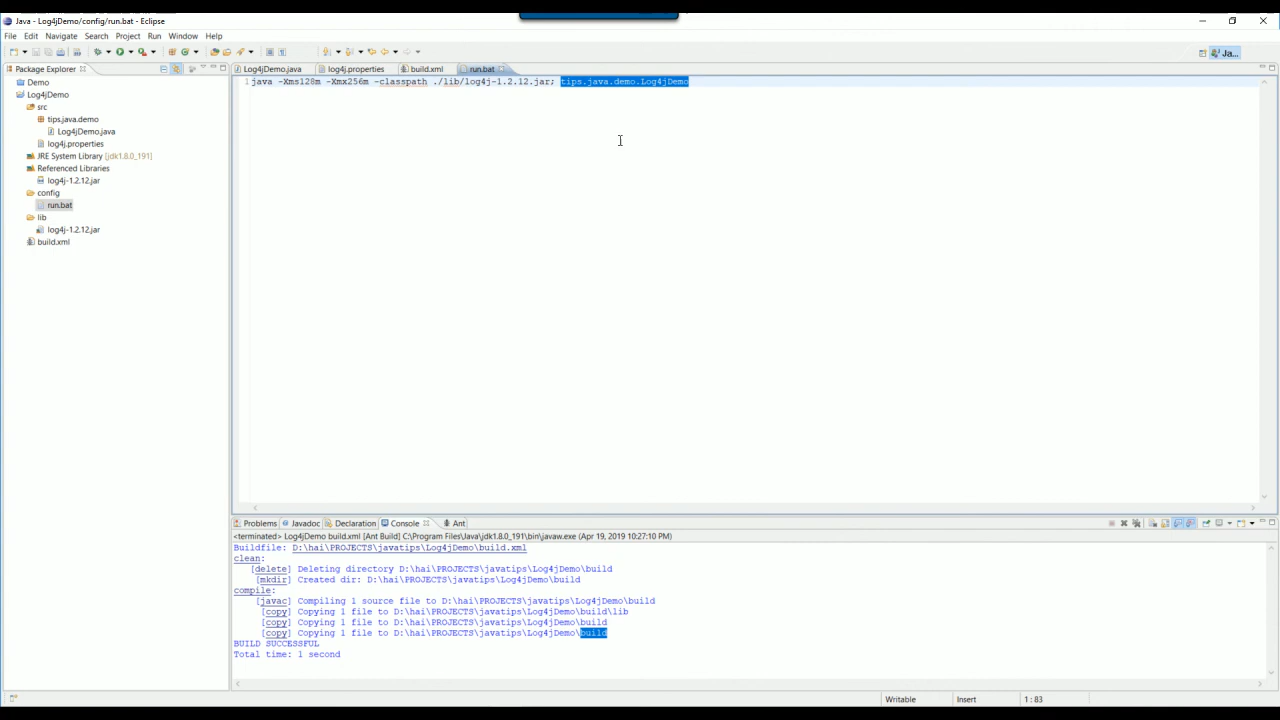 Java - Log4jDemo/config/run.bat - Eclipse
File Edit Navigate Search Project Run Window Help
Ja...
Package Explorer
Log4jDemo.java log4j.properties build.xml run.bat
Demo
Log4jDemo
src
tips.java.demo
Log4jDemo.java
log4j.properties
JRE System Library [jdk1.8.0_191]
Referenced Libraries
log4j-1.2.12.jar
config
run.bat
lib
log4j-1.2.12.jar
build.xml
1 java -Xms128m -Xmx256m -classpath ./lib/log4j-1.2.12.jar; tips.java.demo.Log4jDemo
Problems Javadoc Declaration Console Ant
<terminated> Log4jDemo build.xml [Ant Build] C:\Program Files\Java\jdk1.8.0_191\bin\javaw.exe (Apr 19, 2019 10:27:10 PM)
Buildfile: D:\hai\PROJECTS\javatips\Log4jDemo\build.xml
clean:
[delete] Deleting directory D:\hai\PROJECTS\javatips\Log4jDemo\build
[mkdir] Created dir: D:\hai\PROJECTS\javatips\Log4jDemo\build
compile:
[javac] Compiling 1 source file to D:\hai\PROJECTS\javatips\Log4jDemo\build
[copy] Copying 1 file to D:\hai\PROJECTS\javatips\Log4jDemo\build\lib
[copy] Copying 1 file to D:\hai\PROJECTS\javatips\Log4jDemo\build
[copy] Copying 1 file to D:\hai\PROJECTS\javatips\Log4jDemo\build
BUILD SUCCESSFUL
Total time: 1 second
Writable Insert 1 : 83